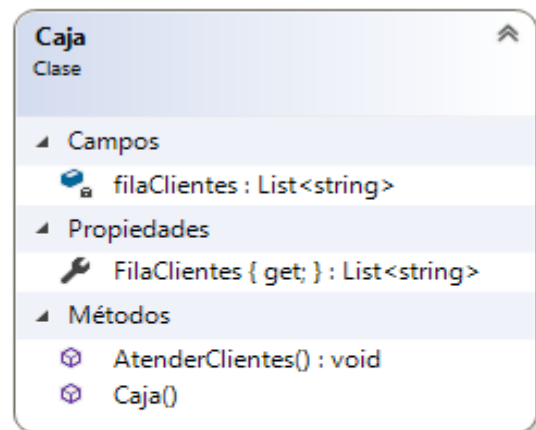 Caja
Clase
Campos
filaClientes : List<string>
Propiedades
FilaClientes { get; } : List<string>
Métodos
AtenderClientes() : void
Caja()